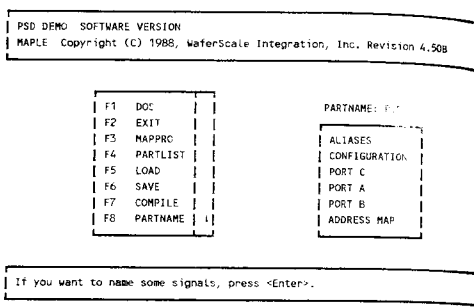 PSD DEMO SOFTWARE VERSION
MAPLE Copyright (C) 1988, WaferScale Integration, Inc. Revision 4.50B
F1 DOS
F2 EXIT
F3 MAPPRO
F4 PARTLIST
F5 LOAD
F6 SAVE
F7 COMPILE
F8 PARTNAME
PARTNAME:
ALIASES
CONFIGURATION
PORT C
PORT A
PORT B
ADDRESS MAP
If you want to name some signals, press <Enter>.